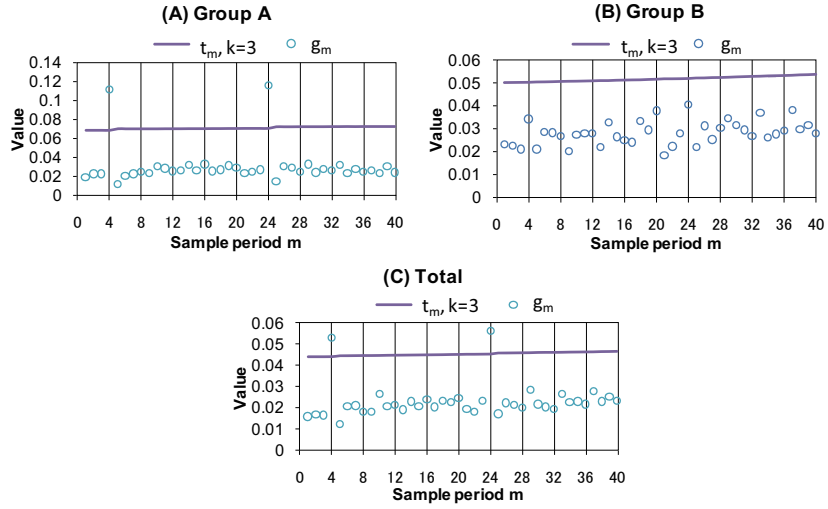 (A) Group A
tm, k=3 gm
0.14
0.12
0.1
0.08
0.06
0.04
0.02
0
Value
0 4 8 12 16 20 24 28 32 36 40
Sample period m
(B) Group B
tm, k=3 gm
0.06
0.05
0.04
0.03
0.02
0.01
0
Value
0 4 8 12 16 20 24 28 32 36 40
Sample period m
(C) Total
tm, k=3 gm
0.06
0.05
0.04
0.03
0.02
0.01
0
Value
0 4 8 12 16 20 24 28 32 36 40
Sample period m